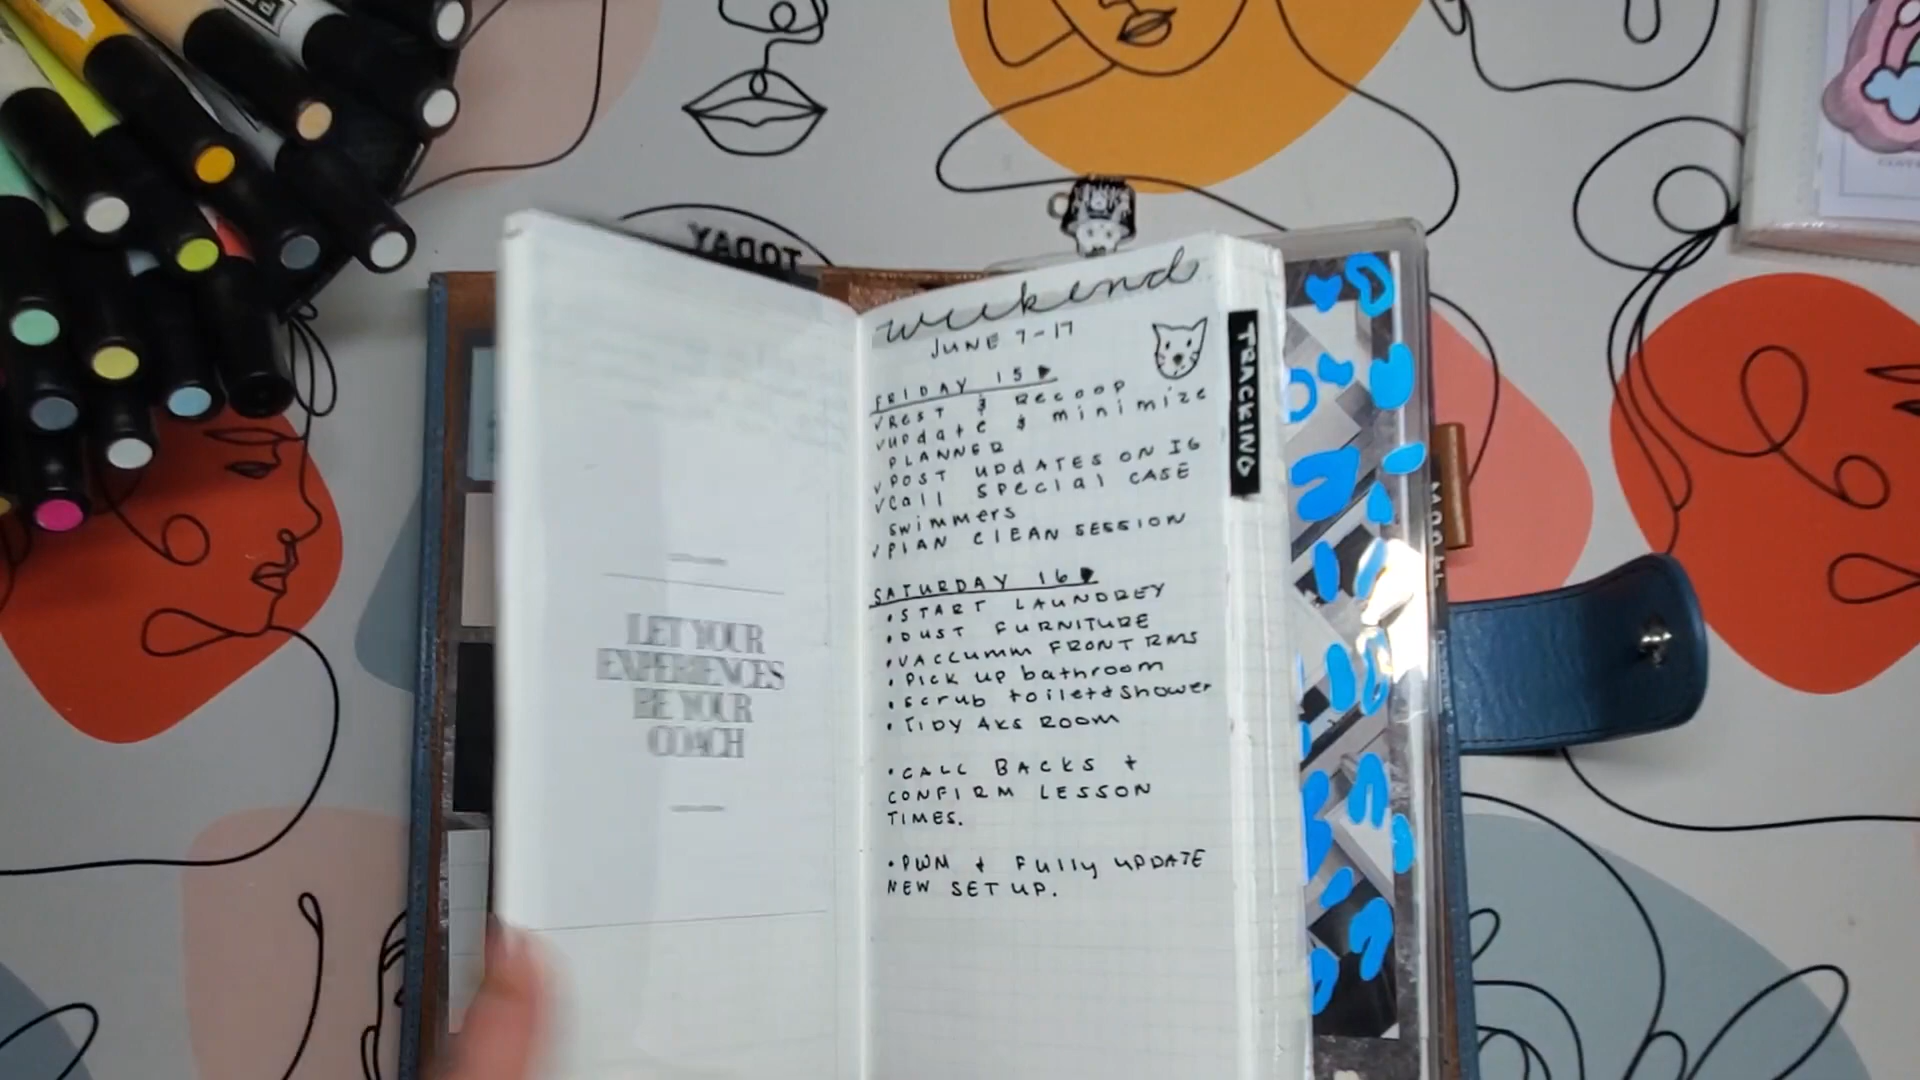 TODAY
LET YOUR
EXPERIENCES
BE YOUR
COACH
weekend
JUNE 7-17
FRIDAY 15
✓REST & RECOOP
✓update & minimize
PLANNER
✓POST UPDATES ON IG
✓Call special CASE
swimmers
✓PLAN CLEAN SESSION
SATURDAY 16
• START LAUNDREY
• DUST FURNITURE
• VACCUMM FRONT RMS
• PICK UP bathroom
• scrub toilet & shower
• TIDY AKS ROOM
• CALL BACKS +
CONFIRM LESSON
TIMES.
• PWM + Fully UPDATE
NEW SET UP.
TRACKING